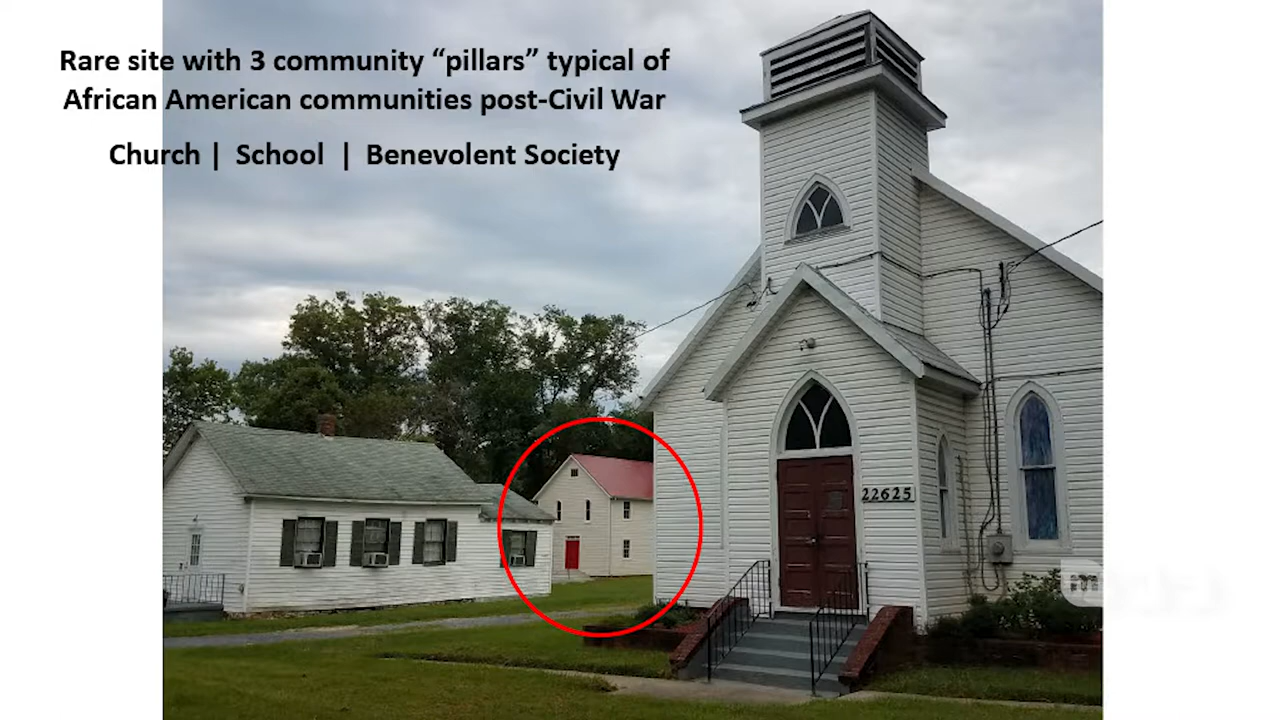 Rare site with 3 community “pillars” typical of
African American communities post-Civil War
Church | School | Benevolent Society
22625
m